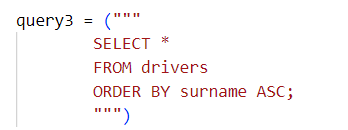 query3 = ("""
SELECT *
FROM drivers
ORDER BY surname ASC;
""")